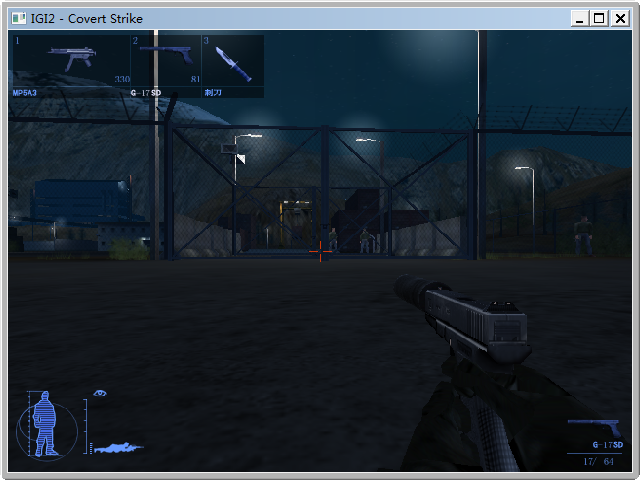 IGI2 - Covert Strike
1 2 3
330 81
MP5A3 G-17SD 刺刀
G-17SD
17/ 64